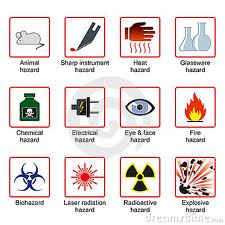 Animal hazard
Sharp instrument hazard
Heat hazard
Glassware hazard
Chemical hazard
Electrical hazard
Eye & face hazard
Fire hazard
Biohazard
Laser radiation hazard
Radioactive hazard
Explosive hazard
dreamstime